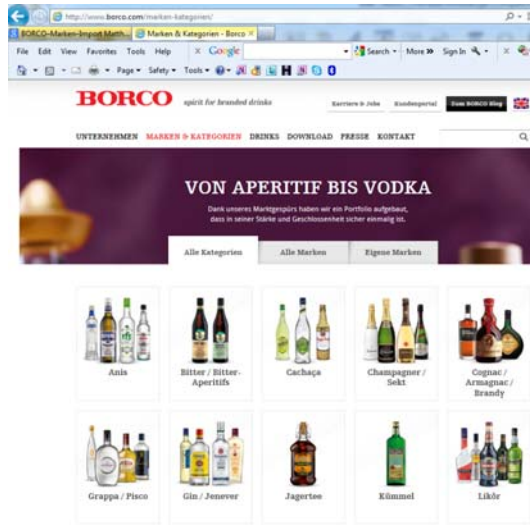 http://www.borco.com/marken-kategorien/
BORCO-Marken-Import Matth...
Marken & Kategorien - Borco
File Edit View Favorites Tools Help
Google
Search
More »
Sign In
Page Safety Tools
BORCO
spirit for branded drinks
Karriere & Jobs
Kundenportal
Zum BORCO Blog
UNTERNEHMEN MARKEN & KATEGORIEN DRINKS DOWNLOAD PRESSE KONTAKT
VON APERITIF BIS VODKA
Dank unseres Marktgespürs haben wir ein Portfolio aufgebaut,
dass in seiner Stärke und Geschlossenheit sicher einmalig ist.
Alle Kategorien
Alle Marken
Eigene Marken
Anis
Bitter / Bitter-
Aperitifs
Cachaça
Champagner /
Sekt
Cognac /
Armagnac /
Brandy
Grappa / Pisco
Gin / Jenever
Jagertee
Kümmel
Likör